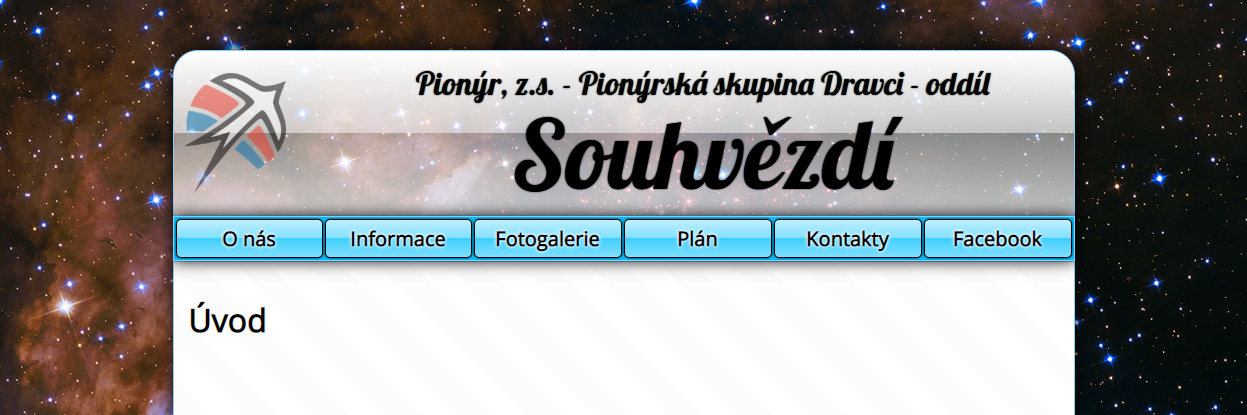 Pionýr, z.s. - Pionýrská skupina Dravci - oddíl
Souhvězdí
O nás Informace Fotogalerie Plán Kontakty Facebook
Úvod